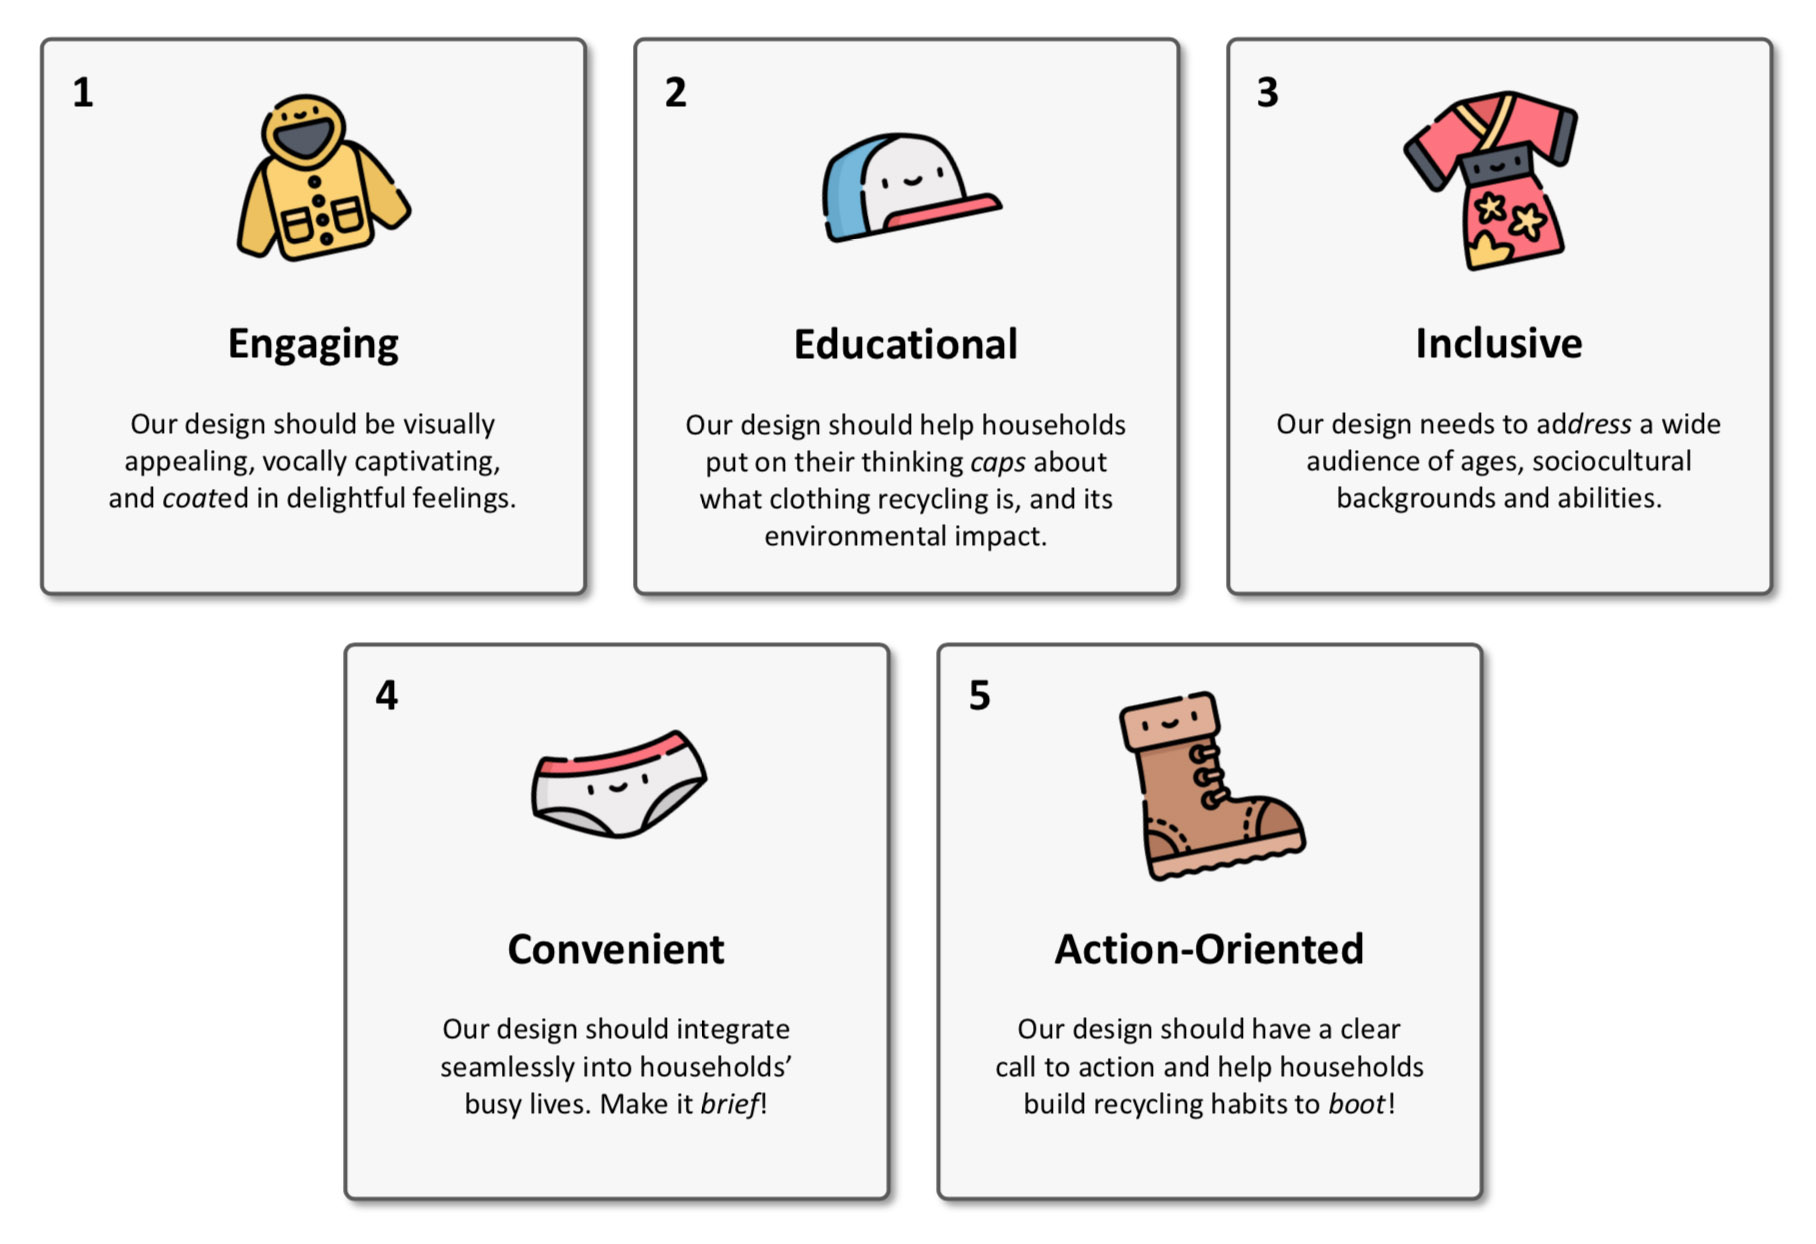 1
Engaging
Our design should be visually
appealing, vocally captivating,
and coated in delightful feelings.
2
Educational
Our design should help households
put on their thinking caps about
what clothing recycling is, and its
environmental impact.
3
Inclusive
Our design needs to address a wide
audience of ages, sociocultural
backgrounds and abilities.
4
Convenient
Our design should integrate
seamlessly into households’
busy lives. Make it brief!
5
Action-Oriented
Our design should have a clear
call to action and help households
build recycling habits to boot!